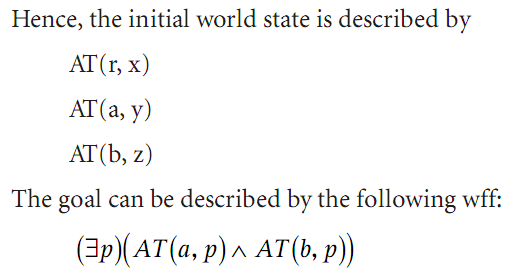 Hence, the initial world state is described by
AT(r, x)
AT(a, y)
AT(b, z)
The goal can be described by the following wff:
(∃p)(AT(a, p) ∧ AT(b, p))